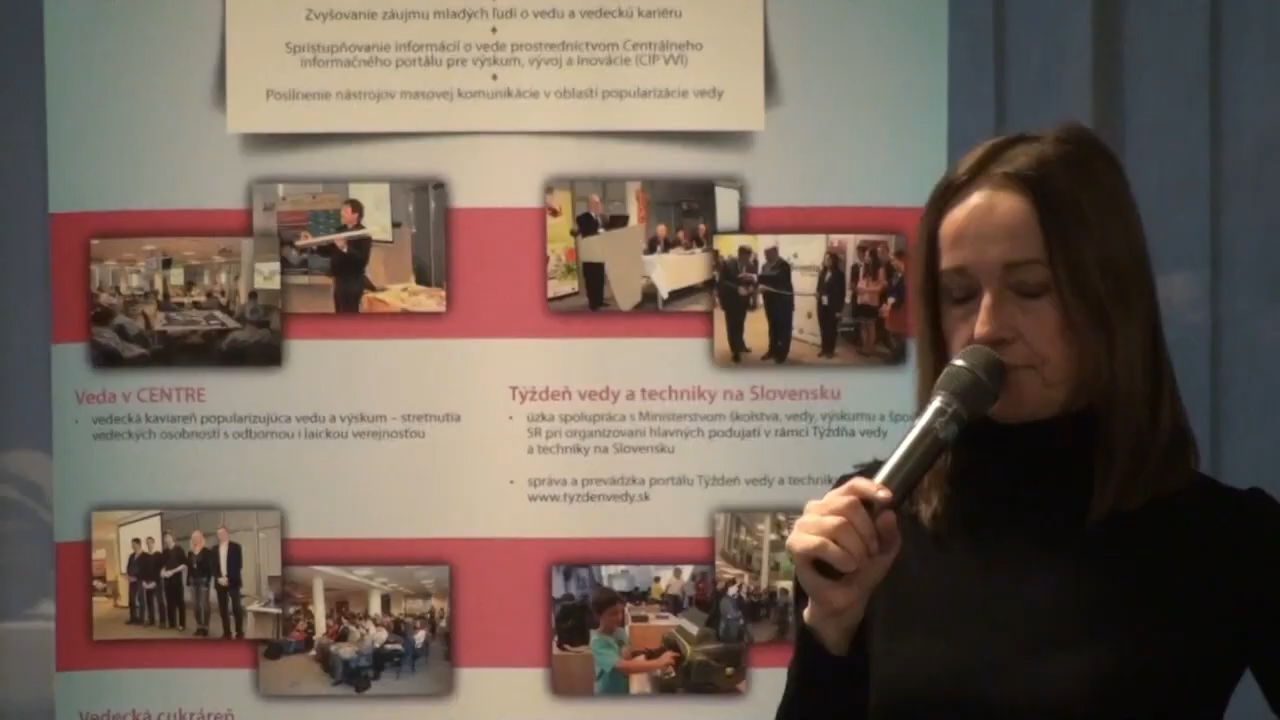 Zvyšovanie záujmu mladých ľudí o vedu a vedeckú kariéru
Sprístupňovanie informácií o vede prostredníctvom Centrálneho
informačného portálu pre výskum, vývoj a inovácie (CIP VVI)
Posilnenie nástrojov masovej komunikácie v oblasti popularizácie vedy
Veda v CENTRE
vedecká kaviareň popularizujúca vedu a výskum – stretnutia
vedeckých osobností s odbornou i laickou verejnosťou
Týždeň vedy a techniky na Slovensku
úzka spolupráca s Ministerstvom školstva, vedy, výskumu a špo
SR pri organizovaní hlavných podujatí v rámci Týždňa vedy
a techniky na Slovensku
správa a prevádzka portálu Týždeň vedy a technik
www.tyzdenvedy.sk
Vedecká cukráreň